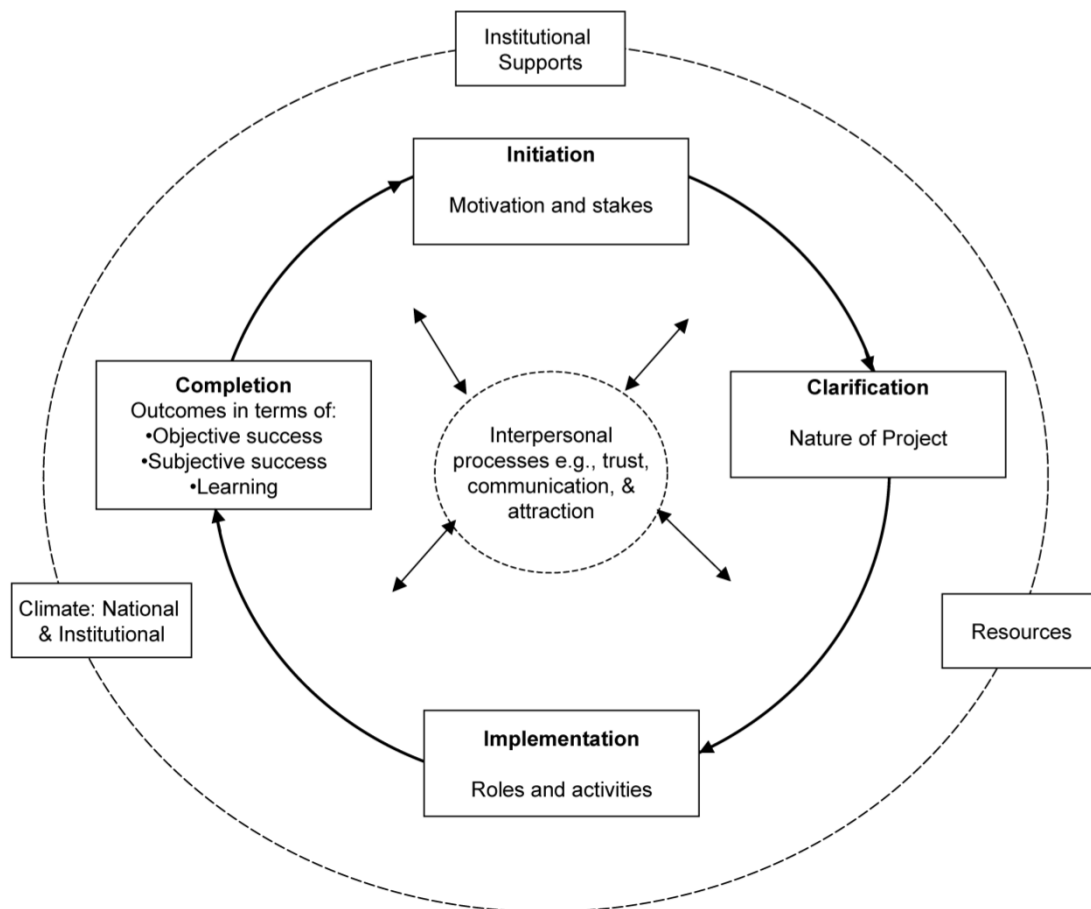 Institutional
Supports
Initiation
Motivation and stakes
Completion
Outcomes in terms of:
•Objective success
•Subjective success
•Learning
Interpersonal
processes e.g., trust,
communication, &
attraction
Clarification
Nature of Project
Climate: National
& Institutional
Resources
Implementation
Roles and activities